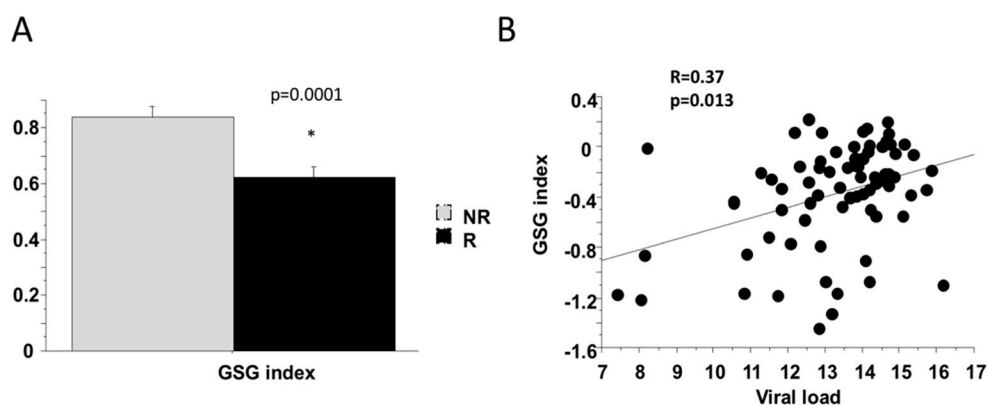 A
p=0.0001
*
0.8
0.6
0.4
0.2
0
GSG index
NR
R
B
R=0.37
p=0.013
GSG index
0.4
0
-0.4
-0.8
-1.2
-1.6
7 8 9 10 11 12 13 14 15 16 17
Viral load